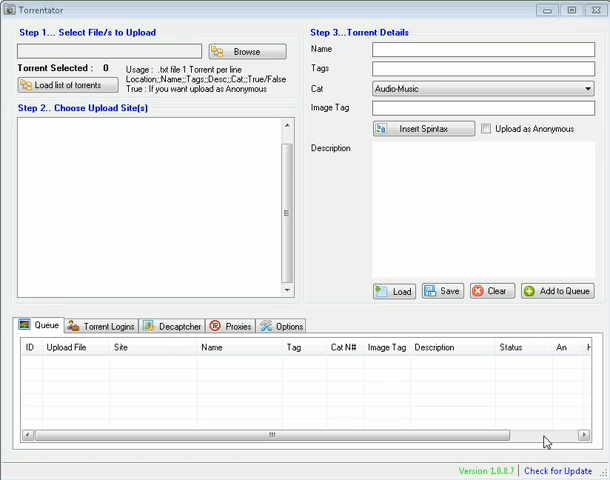 Torrentator
Step 1... Select File/s to Upload
Browse
Torrent Selected : 0
Usage : .txt file 1 Torrent per line
Location;;Name;;Tags;;Desc;;Cat;;True/False
True : If you want upload as Anonymous
Load list of torrents
Step 2.. Choose Upload Site(s)
Step 3...Torrent Details
Name
Tags
Cat
Audio-Music
Image Tag
Insert Spintax
Upload as Anonymous
Description
Load
Save
Clear
Add to Queue
Queue
Torrent Logins
Decaptcher
Proxies
Options
ID Upload File Site Name Tag Cat N# Image Tag Description Status An H
Version 1.0.8.7
Check for Update